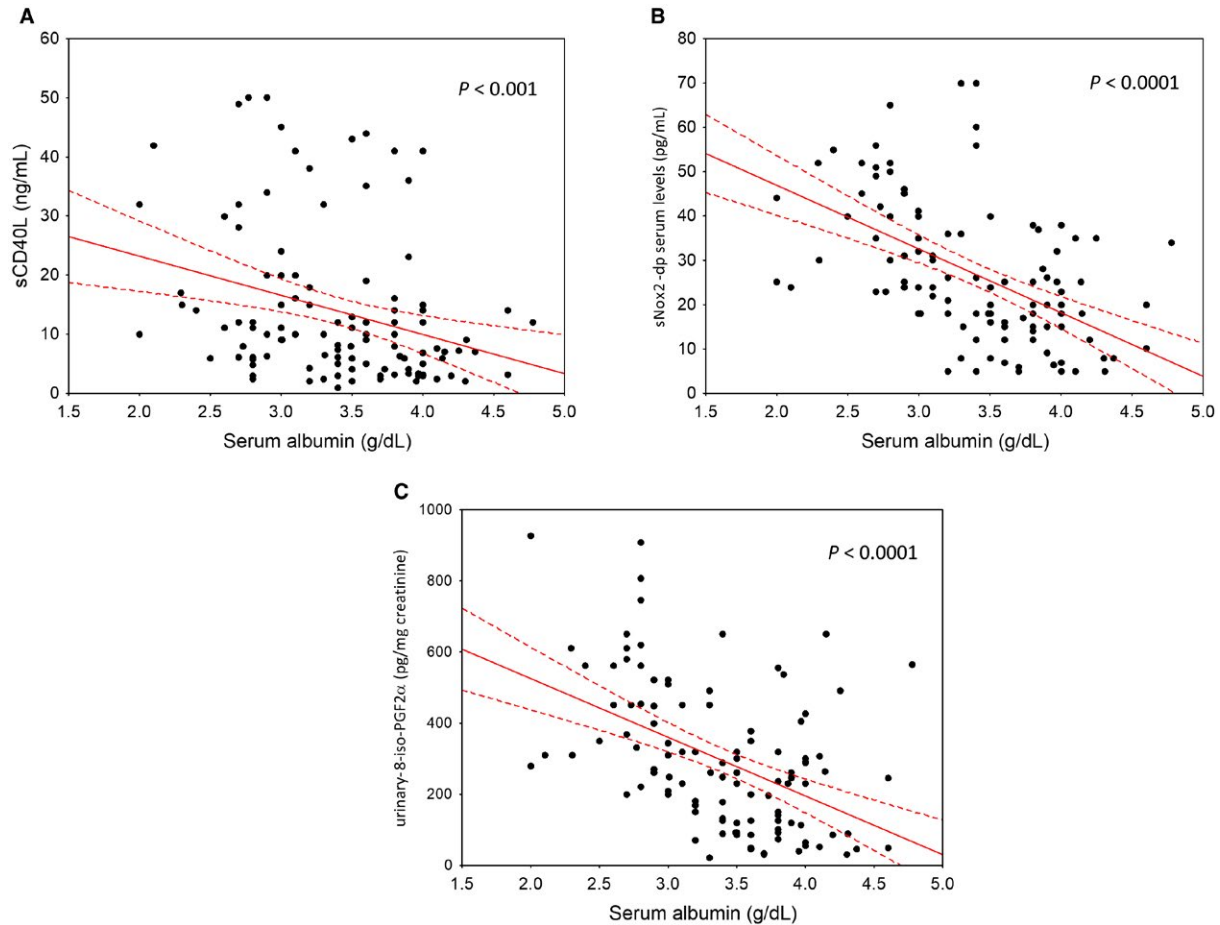 A
60
50
40
30
20
10
0
sCD40L (ng/mL)
P < 0.001
1.5 2.0 2.5 3.0 3.5 4.0 4.5 5.0
Serum albumin (g/dL)
B
80
70
60
50
40
30
20
10
0
sNox2-dp serum levels (pg/mL)
P < 0.0001
1.5 2.0 2.5 3.0 3.5 4.0 4.5 5.0
Serum albumin (g/dL)
C
1000
800
600
400
200
0
urinary-8-iso-PGF2α (pg/mg creatinine)
P < 0.0001
1.5 2.0 2.5 3.0 3.5 4.0 4.5 5.0
Serum albumin (g/dL)